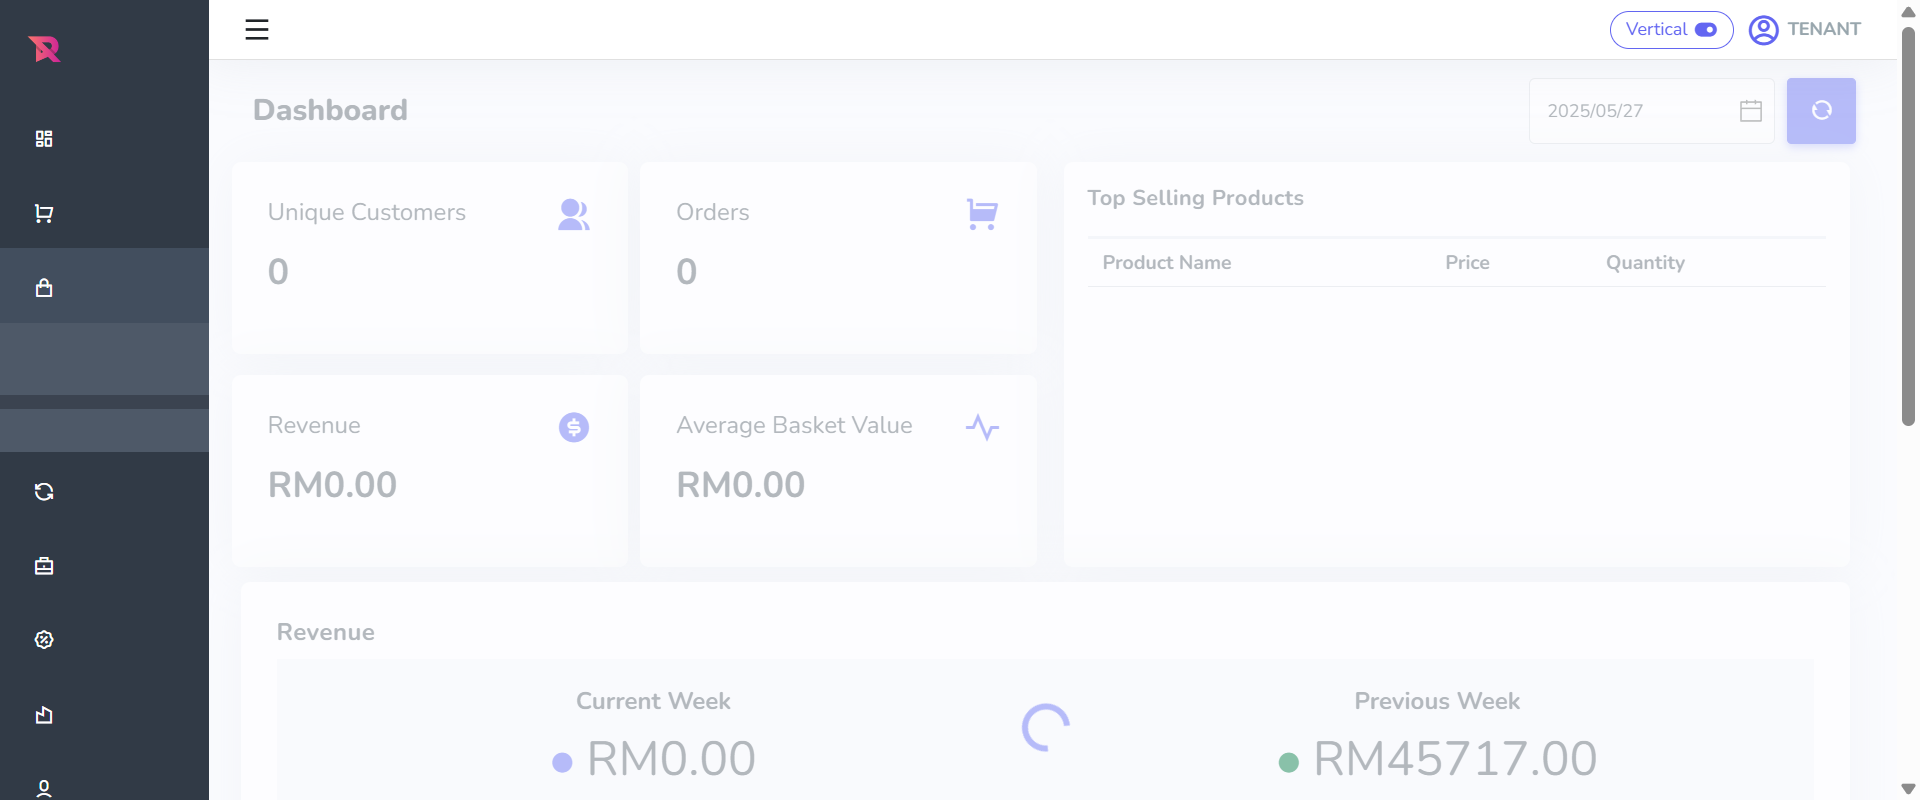 Vertical
TENANT
Dashboard
2025/05/27
Unique Customers
0
Orders
0
Top Selling Products
Product Name Price Quantity
Revenue
RM0.00
Average Basket Value
RM0.00
Revenue
Current Week
RM0.00
Previous Week
RM45717.00